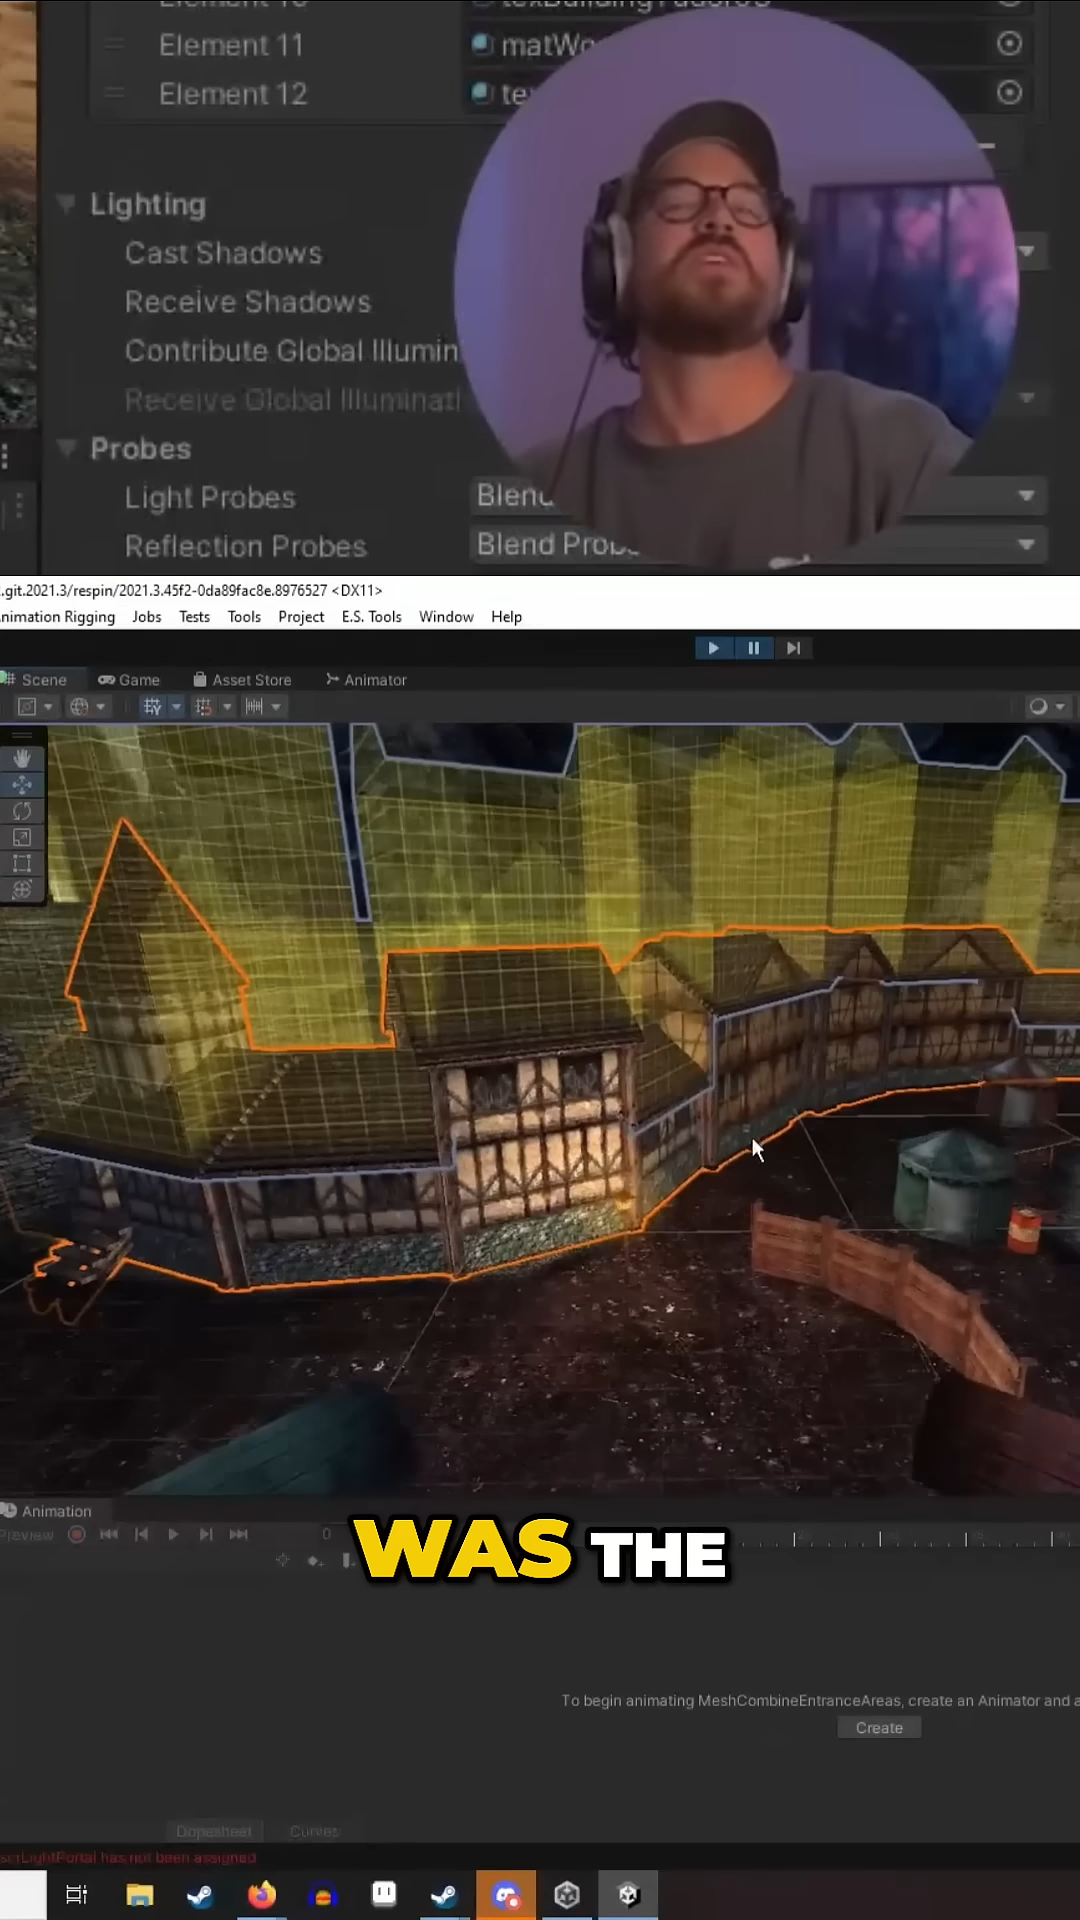 Element 11
matWo
Element 12
te
Lighting
Cast Shadows
Receive Shadows
Contribute Global Illumin
Receive Global Illuminati
Probes
Light Probes
Blend
Reflection Probes
Blend Prob
.git.2021.3/respin/2021.3.45f2-0da89fac8e.8976527 <DX11>
nimation Rigging Jobs Tests Tools Project E.S. Tools Window Help
Scene Game Asset Store Animator
Animation
Preview
0
WAS THE
To begin animating MeshCombineEntranceAreas, create an Animator and a
Create
Dopesheet Curves
LightPortal has not been assigned